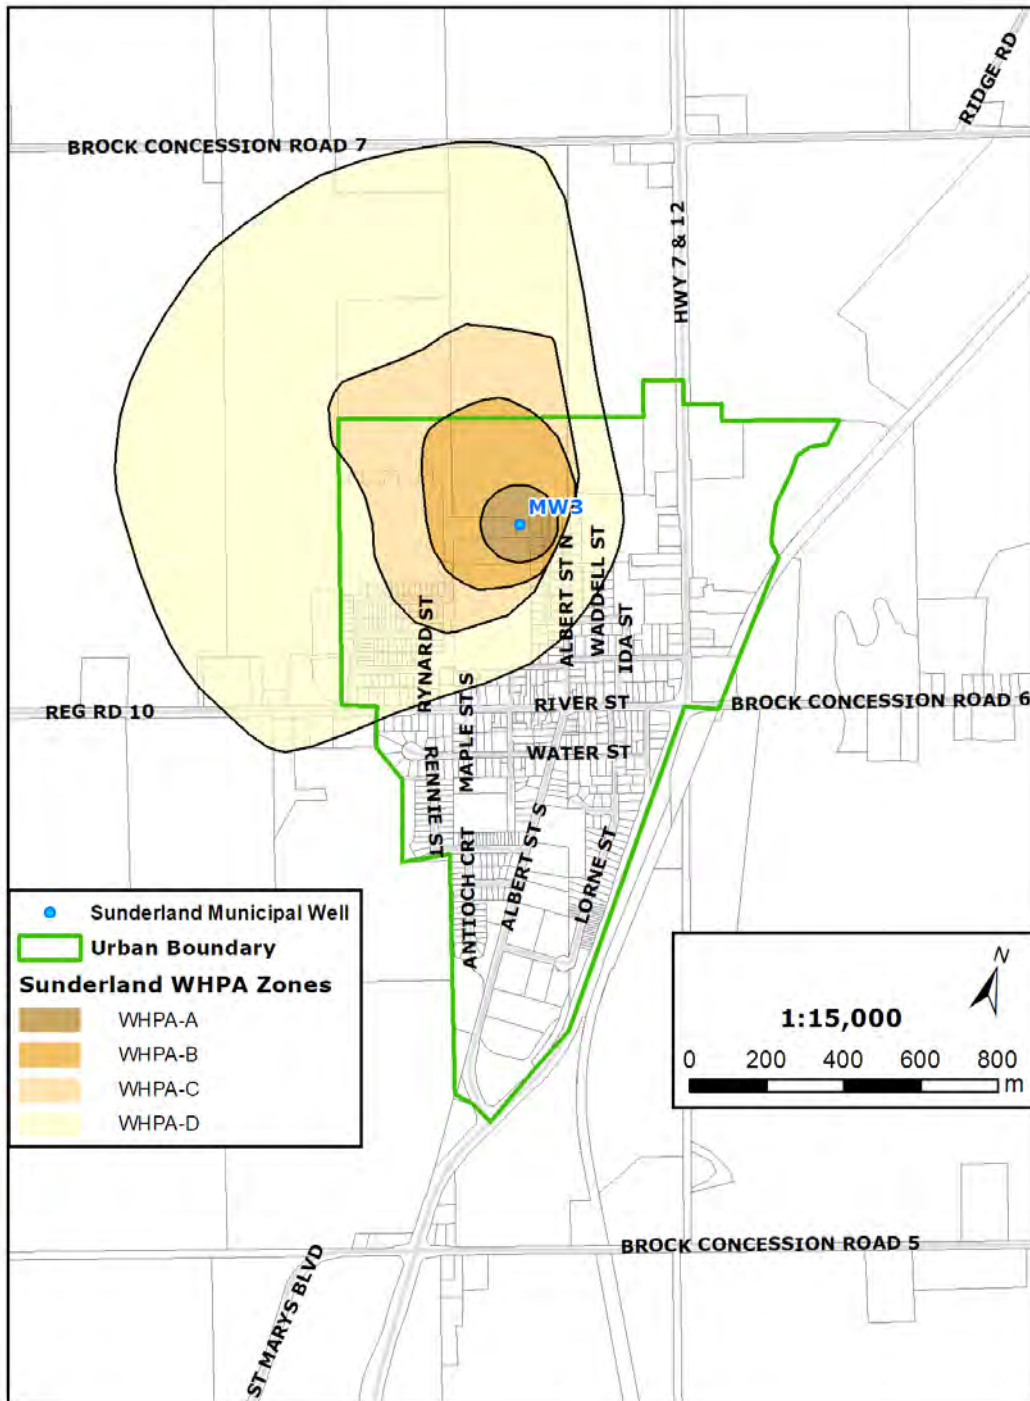 RIDGE RD
BROCK CONCESSION ROAD 7
HWY 7 & 12
MW3
ALBERT ST N
WADDELL ST
IDA ST
RYNARD ST
MAPLE ST S
REG RD 10
RIVER ST
BROCK CONCESSION ROAD 6
WATER ST
RENNIE ST
ANTIOCH CRT
ALBERT ST S
LORNE ST
Sunderland Municipal Well
Urban Boundary
Sunderland WHPA Zones
WHPA-A
WHPA-B
WHPA-C
WHPA-D
N
1:15,000
0 200 400 600 800
m
BROCK CONCESSION ROAD 5
ST MARYS BLVD